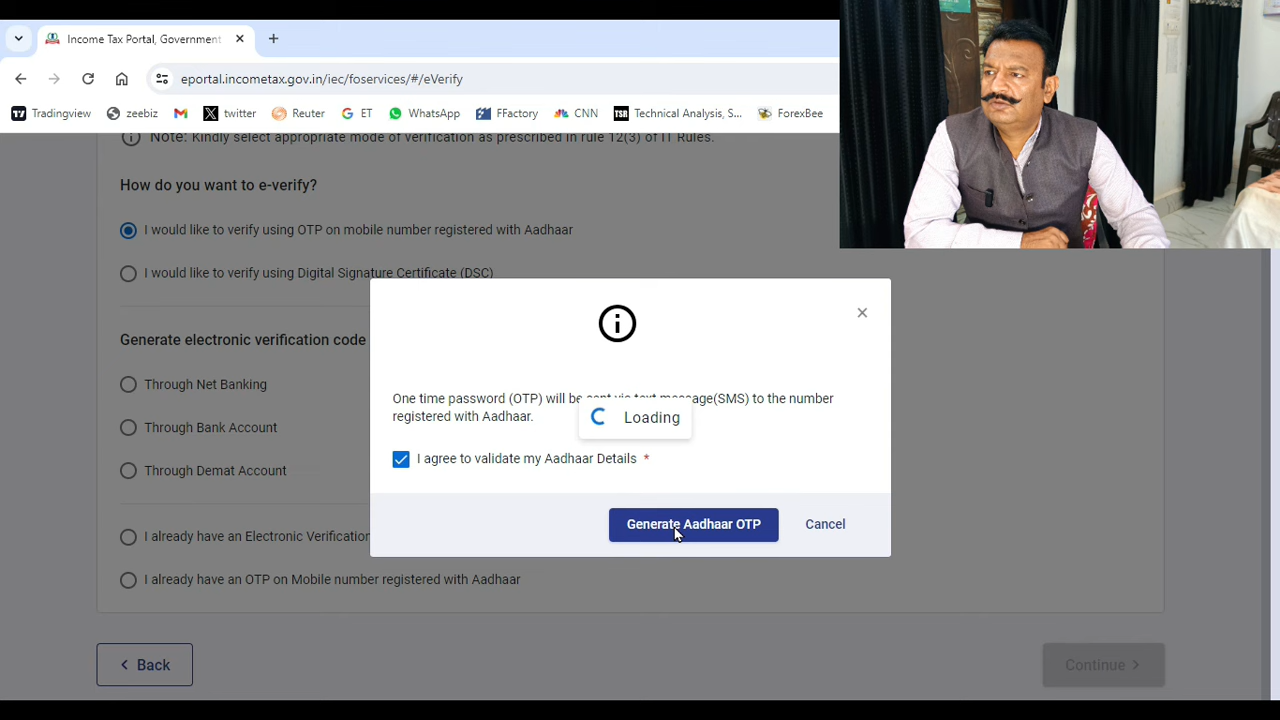 Income Tax Portal, Government
eportal.incometax.gov.in/iec/foservices/#/eVerify
Tradingview zeebiz twitter Reuter ET WhatsApp FFactory CNN Technical Analysis, S... ForexBee
Note: Kindly select appropriate mode of verification as prescribed in rule 12(3) of IT Rules.
How do you want to e-verify?
I would like to verify using OTP on mobile number registered with Aadhaar
I would like to verify using Digital Signature Certificate (DSC)
Generate electronic verification code
Through Net Banking
Through Bank Account
Through Demat Account
I already have an Electronic Verification
I already have an OTP on Mobile number registered with Aadhaar
One time password (OTP) will be sent via text message(SMS) to the number
registered with Aadhaar.
Loading
I agree to validate my Aadhaar Details *
Generate Aadhaar OTP Cancel
Back Continue